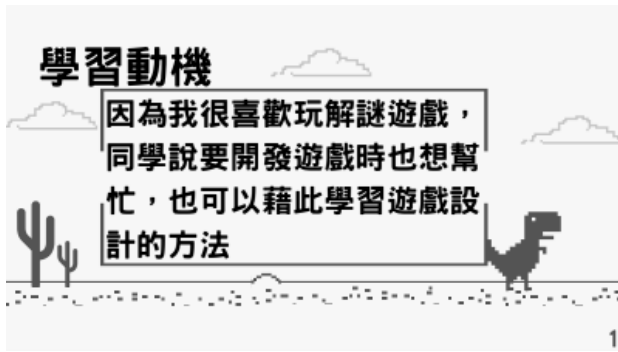 學習動機
因為我很喜歡玩解謎遊戲，
同學說要開發遊戲時也想幫
忙，也可以藉此學習遊戲設
計的方法
1